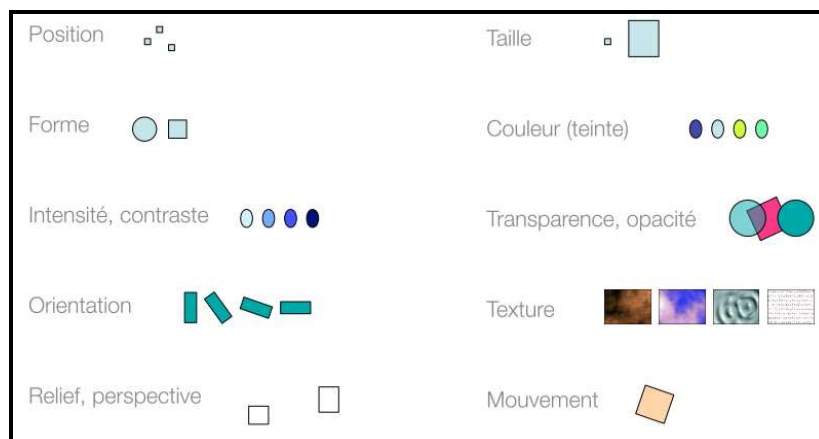 Position
Taille
Forme
Couleur (teinte)
Intensité, contraste
Transparence, opacité
Orientation
Texture
Relief, perspective
Mouvement